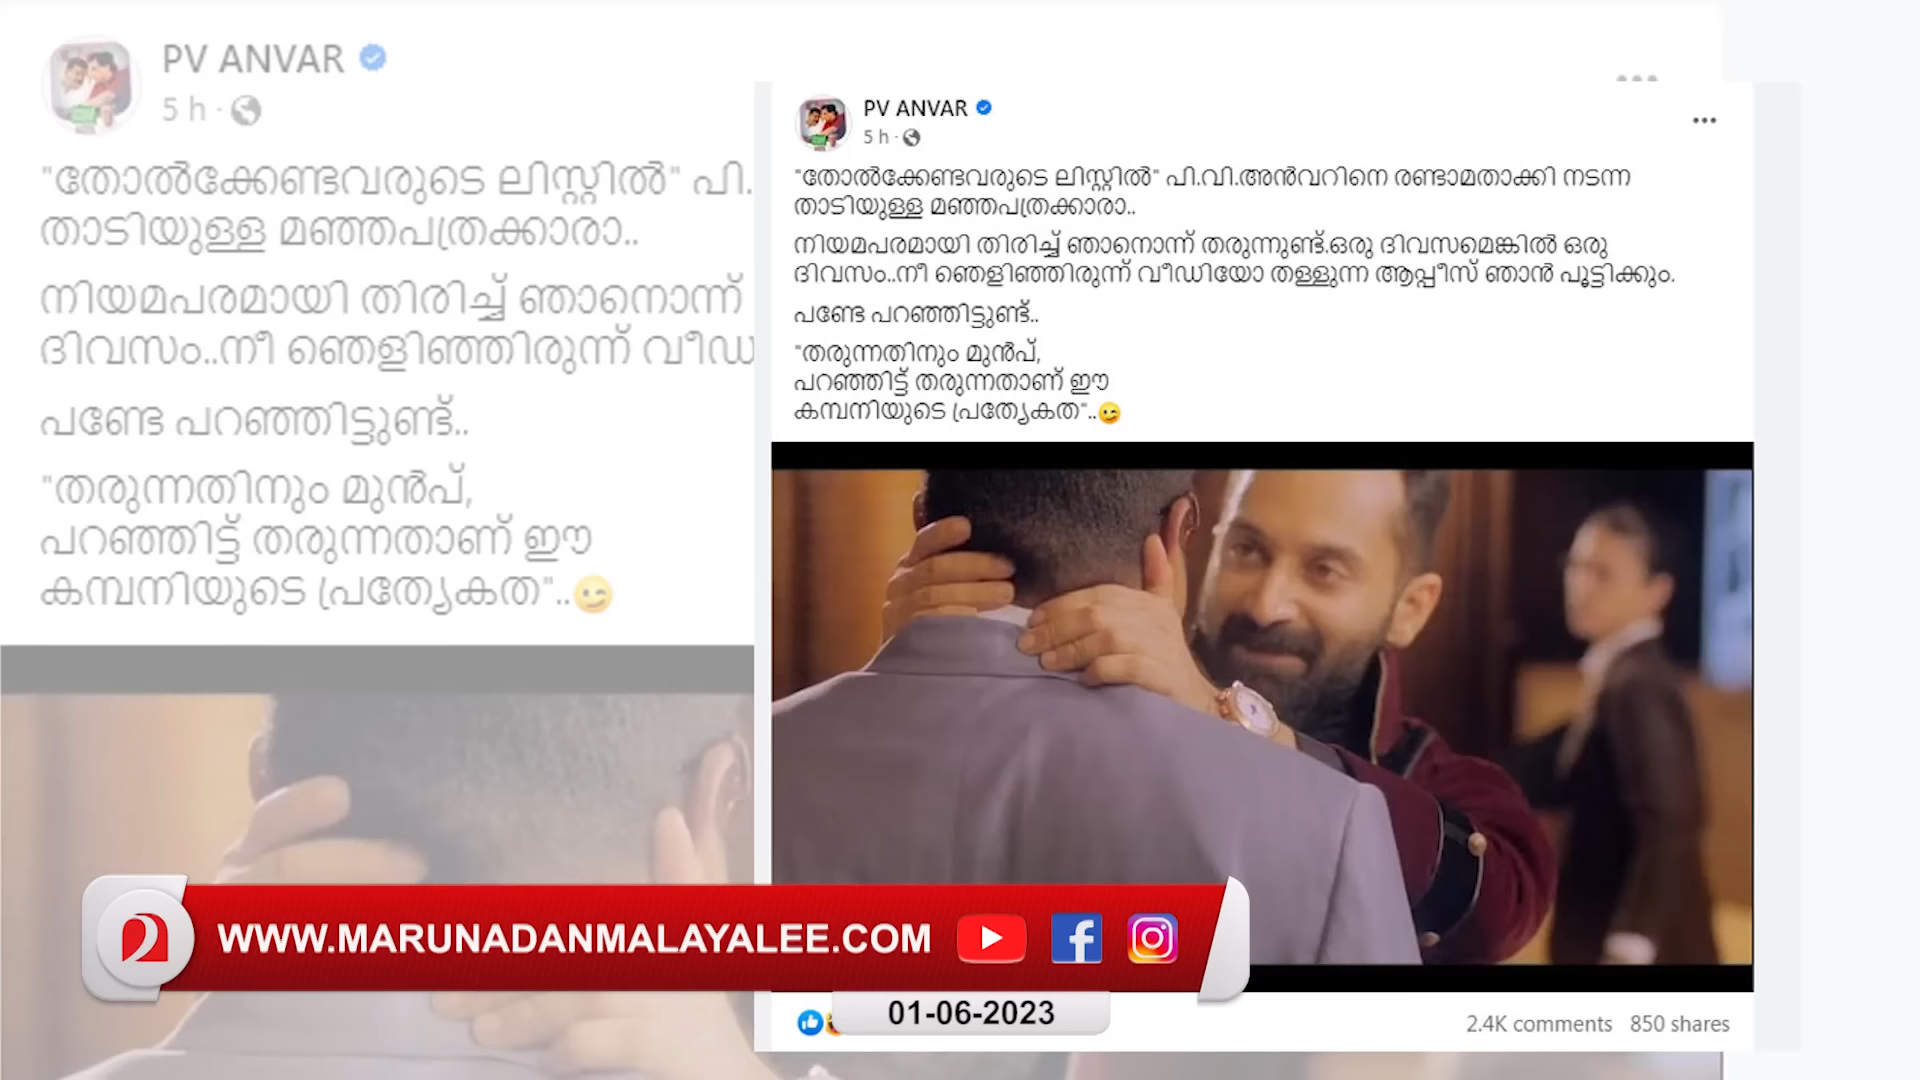 PV ANVAR
5 h
"തോൽക്കേണ്ടവരുടെ ലിസ്റ്റിൽ" പി.
താടിയുള്ള മഞ്ഞപത്രക്കാരാ..
നിയമപരമായി തിരിച്ച് ഞാനൊന്ന്
ദിവസം..നീ ഞെളിഞ്ഞിരുന്ന്
പണ്ടേ പറഞ്ഞിട്ടുണ്ട്..
"തരുന്നതിനും മുൻപ്,
പറഞ്ഞിട്ട് തരുന്നതാണ് ഈ
കമ്പനിയുടെ പ്രത്യേകത"..😉
PV ANVAR
5 h
"തോൽക്കേണ്ടവരുടെ ലിസ്റ്റിൽ" പി.വി.അൻവറിനെ രണ്ടാമതാക്കി നടന്ന
താടിയുള്ള മഞ്ഞപത്രക്കാരാ..
നിയമപരമായി തിരിച്ച് ഞാനൊന്ന് തരുന്നുണ്ട്.ഒരു ദിവസമെങ്കിൽ ഒരു
ദിവസം..നീ ഞെളിഞ്ഞിരുന്ന് വീഡിയോ തള്ളുന്ന ആപ്പീസ് ഞാൻ പൂട്ടിക്കും.
പണ്ടേ പറഞ്ഞിട്ടുണ്ട്..
"തരുന്നതിനും മുൻപ്,
പറഞ്ഞിട്ട് തരുന്നതാണ് ഈ
കമ്പനിയുടെ പ്രത്യേകത"..😉
WWW.MARUNADANMALAYALEE.COM
01-06-2023
2.4K comments 850 shares